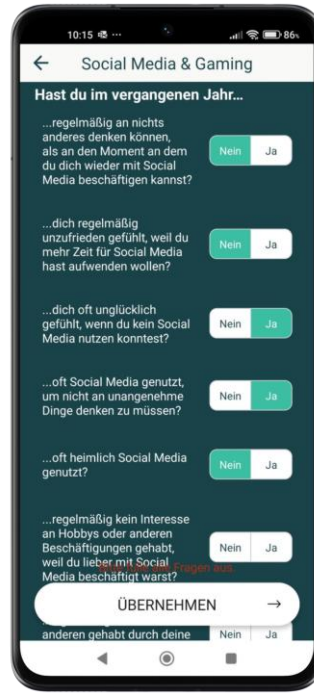 10:15
86%
Social Media & Gaming
Hast du im vergangenen Jahr...
...regelmäßig an nichts
anderes denken können,
als an den Moment an dem
du dich wieder mit Social
Media beschäftigen kannst?
Nein Ja
...dich regelmäßig
unzufrieden gefühlt, weil du
mehr Zeit für Social Media
hast aufwenden wollen?
Nein Ja
...dich oft unglücklich
gefühlt, wenn du kein Social
Media nutzen konntest?
Nein Ja
...oft Social Media genutzt,
um nicht an unangenehme
Dinge denken zu müssen?
Nein Ja
...oft heimlich Social Media
genutzt?
Nein Ja
...regelmäßig kein Interesse
an Hobbys oder anderen
Beschäftigungen gehabt,
weil du lieber mit Social
Media beschäftigt warst?
Nein Ja
Fragen aus.
ÜBERNEHMEN
anderen gehabt durch deine
Nein Ja